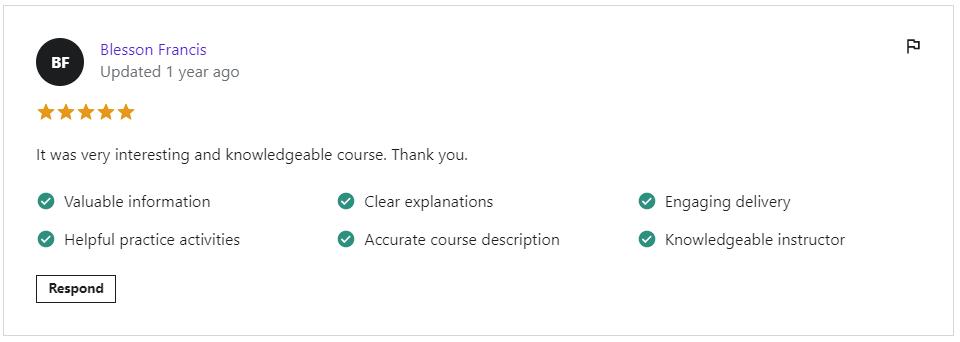 BF
Blesson Francis
Updated 1 year ago
It was very interesting and knowledgeable course. Thank you.
Valuable information
Clear explanations
Engaging delivery
Helpful practice activities
Accurate course description
Knowledgeable instructor
Respond